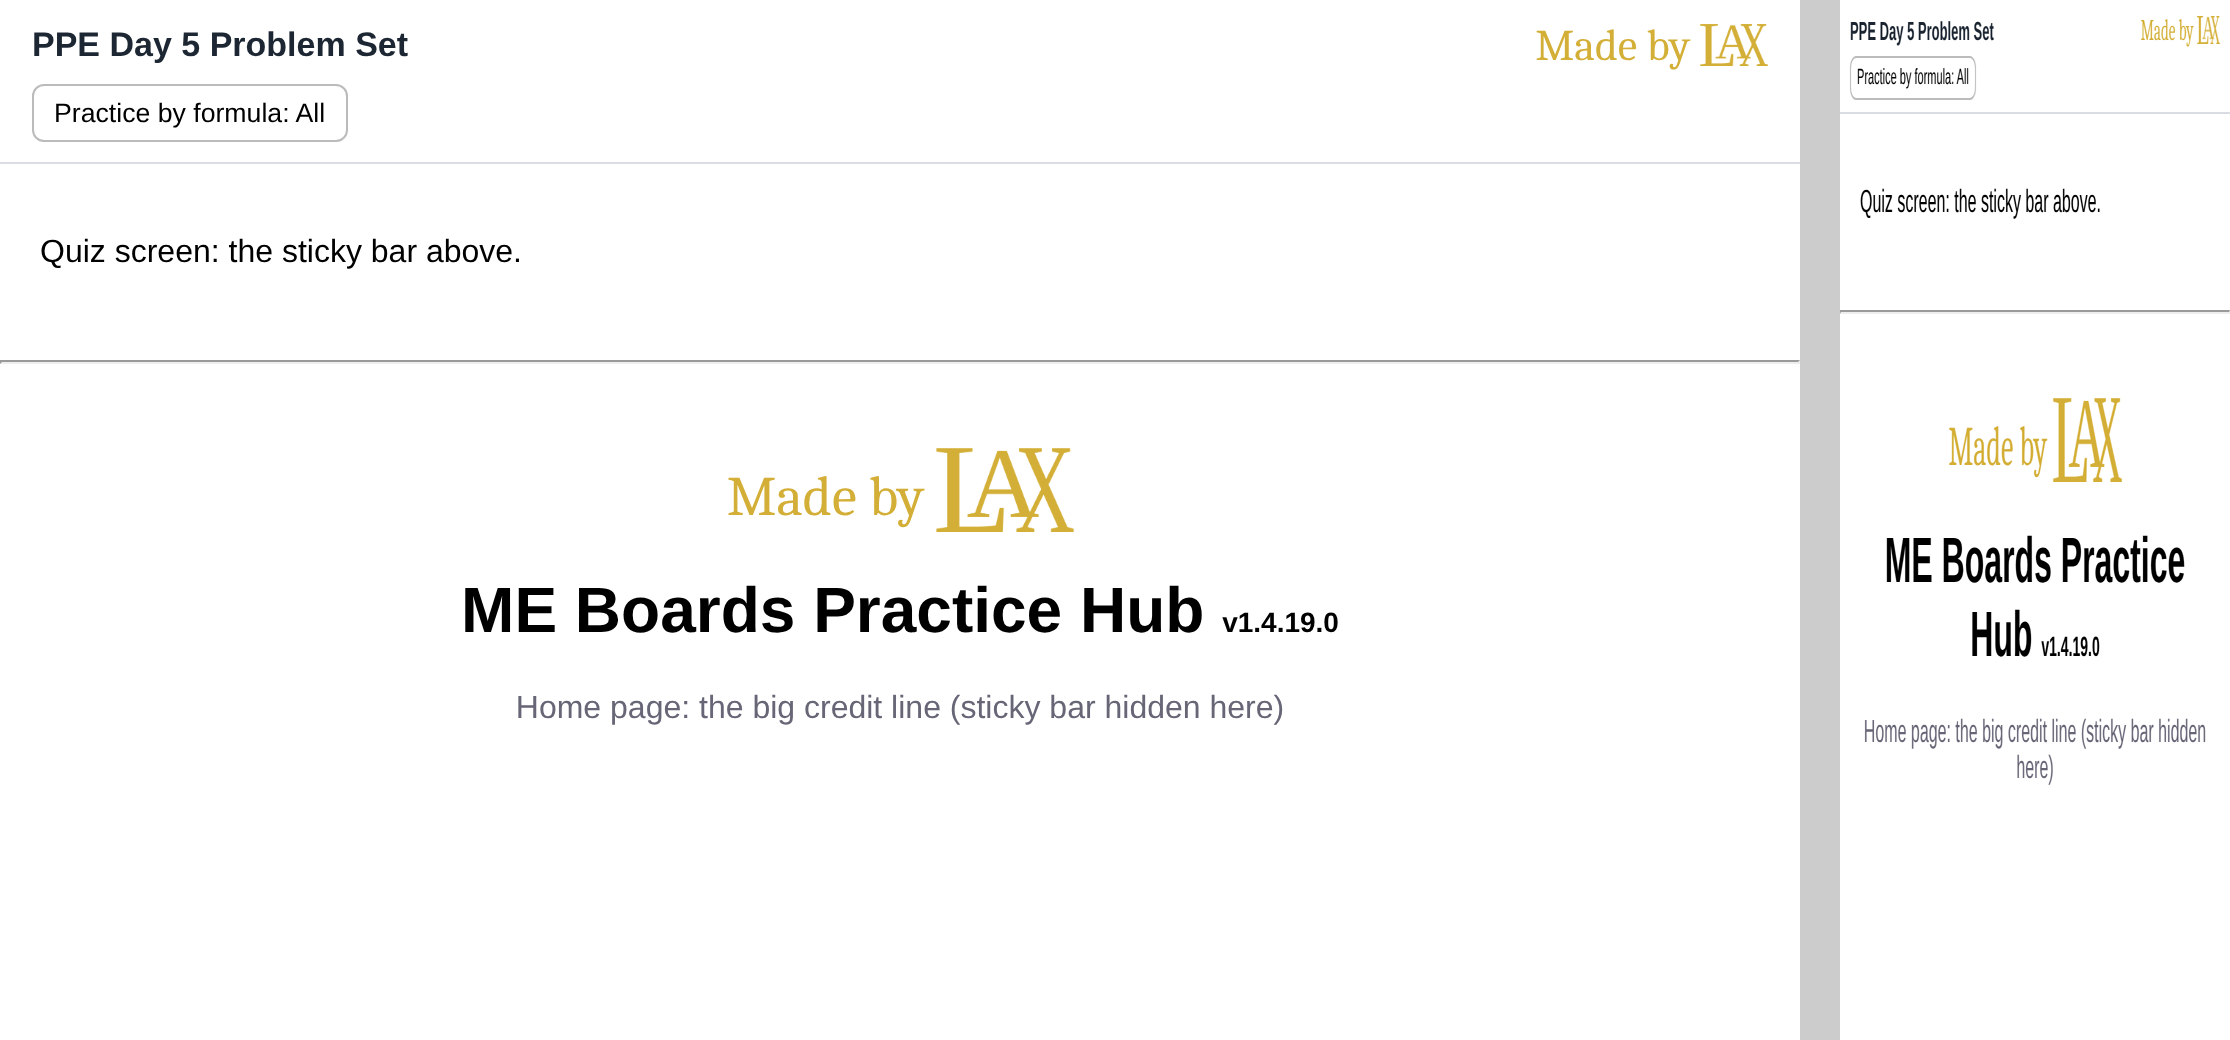 PPE Day 5 Problem Set
Made by LAX
Practice by formula: All
Quiz screen: the sticky bar above.
Made by LAX
ME Boards Practice Hub v1.4.19.0
Home page: the big credit line (sticky bar hidden here)
PPE Day 5 Problem Set
Made by LAX
Practice by formula: All
Quiz screen: the sticky bar above.
Made by LAX
ME Boards Practice
Hub v1.4.19.0
Home page: the big credit line (sticky bar hidden
here)